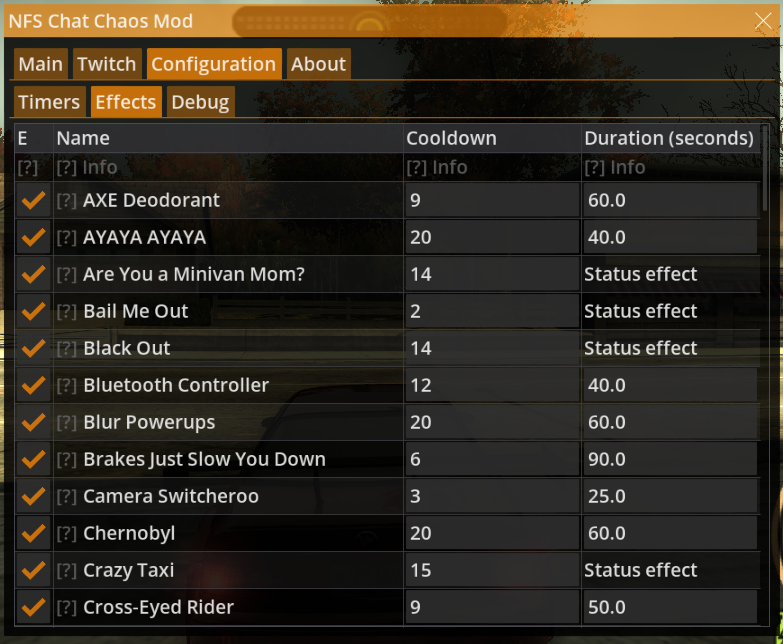 NFS Chat Chaos Mod
Main Twitch Configuration About
Timers Effects Debug
E Name Cooldown Duration (seconds)
[?] [?] Info [?] Info [?] Info
[?] AXE Deodorant 9 60.0
[?] AYAYA AYAYA 20 40.0
[?] Are You a Minivan Mom? 14 Status effect
[?] Bail Me Out 2 Status effect
[?] Black Out 14 Status effect
[?] Bluetooth Controller 12 40.0
[?] Blur Powerups 20 60.0
[?] Brakes Just Slow You Down 6 90.0
[?] Camera Switcheroo 3 25.0
[?] Chernobyl 20 60.0
[?] Crazy Taxi 15 Status effect
[?] Cross-Eyed Rider 9 50.0